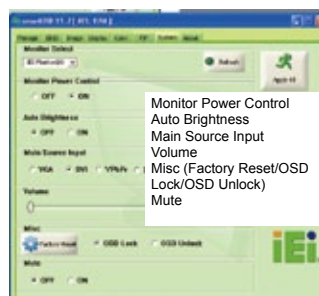 Monitor Select
Refresh
Apply All
Monitor Power Control
OFF ON
Auto Brightness
OFF ON
Main Source Input
VGA DVI YPbPr
Volume
Misc
Factory Reset OSD Lock OSD Unlock
Mute
OFF ON
Monitor Power Control
Auto Brightness
Main Source Input
Volume
Misc (Factory Reset/OSD
Lock/OSD Unlock)
Mute
iEi